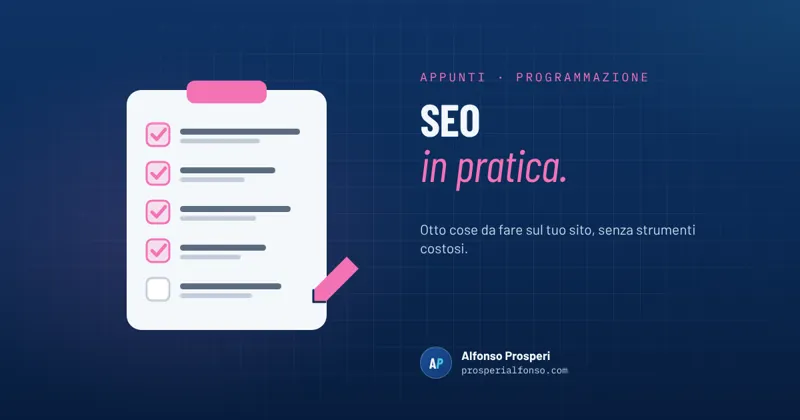 APPUNTI · PROGRAMMAZIONE
SEO
in pratica.
Otto cose da fare sul tuo sito, senza strumenti
costosi.
AP
Alfonso Prosperi
prosperialfonso.com